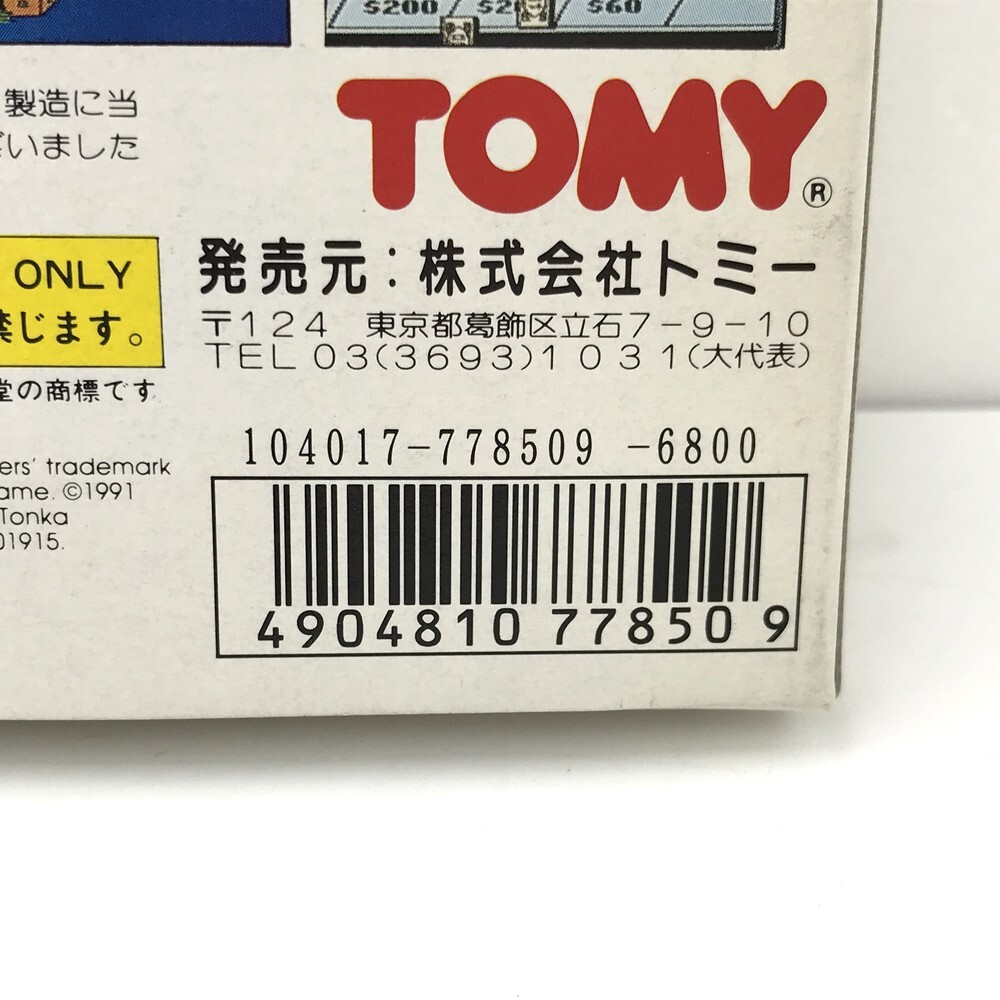 $200 $60
製造に当
ざいました
TOMY®
ONLY
禁じます。
堂の商標です
発売元:株式会社トミー
〒124 東京都葛飾区立石7-9-10
TEL 03(3693)1031(大代表)
ers' trademark
ame. ©1991
Tonka
01915.
104017-778509 -6800
4904810 778509